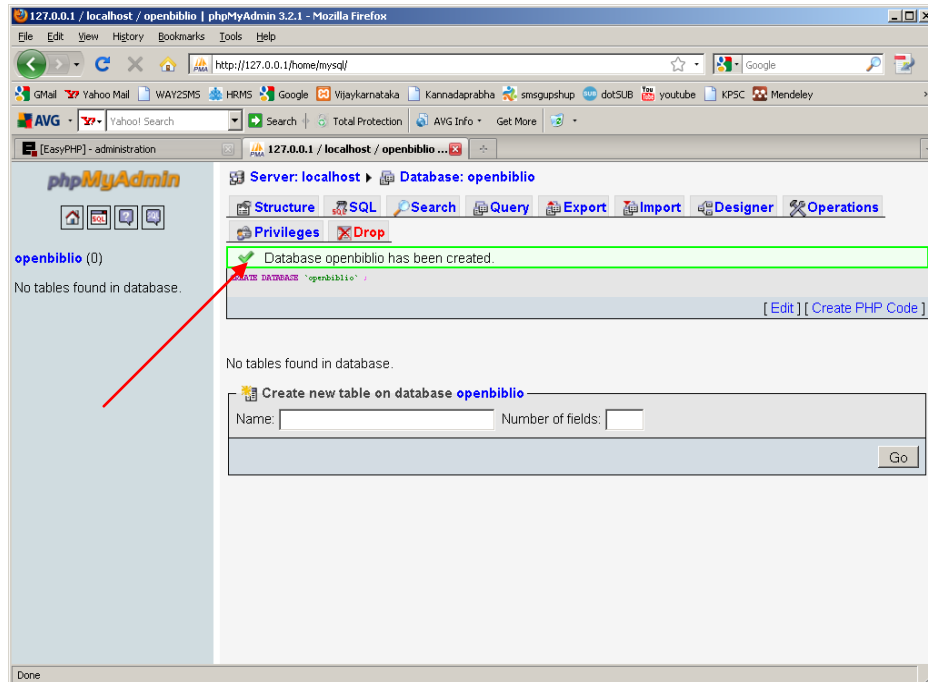 127.0.0.1 / localhost / openbiblio | phpMyAdmin 3.2.1 - Mozilla Firefox
File Edit View History Bookmarks Tools Help
PMA http://127.0.0.1/home/mysql/ Google
GMail Yahoo Mail WAY2SMS HRMS Google Vijaykarnataka Kannadaprabha smsgupshup dotSUB youtube KPSC Mendeley
AVG Yahoo! Search Search Total Protection AVG Info Get More
[EasyPHP] - administration PMA 127.0.0.1 / localhost / openbiblio ...
phpMyAdmin
SQL
openbiblio (0)
No tables found in database.
Server: localhost Database: openbiblio
Structure SQL Search Query Export Import Designer Operations
Privileges Drop
Database openbiblio has been created.
CREATE DATABASE `openbiblio` ;
[ Edit ] [ Create PHP Code ]
No tables found in database.
Create new table on database openbiblio
Name: Number of fields:
Go
Done